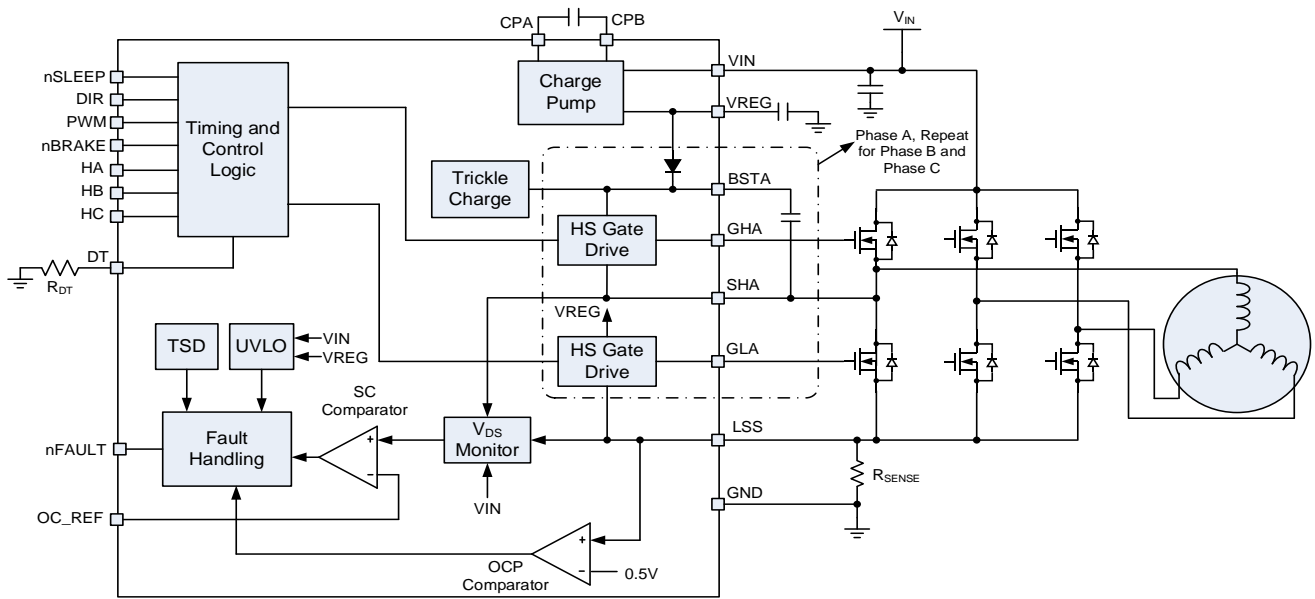 CPA
CPB
VIN
nSLEEP
DIR
PWM
nBRAKE
HA
HB
HC
Timing and
Control
Logic
Charge
Pump
VIN
VREG
Phase A, Repeat
for Phase B and
Phase C
Trickle
Charge
BSTA
HS Gate
Drive
GHA
DT
RDT
SHA
VREG
TSD
UVLO
VIN
VREG
HS Gate
Drive
GLA
SC
Comparator
LSS
nFAULT
Fault
Handling
+
−
VDS
Monitor
RSENSE
VIN
GND
OC_REF
OCP
Comparator
+
−
0.5V